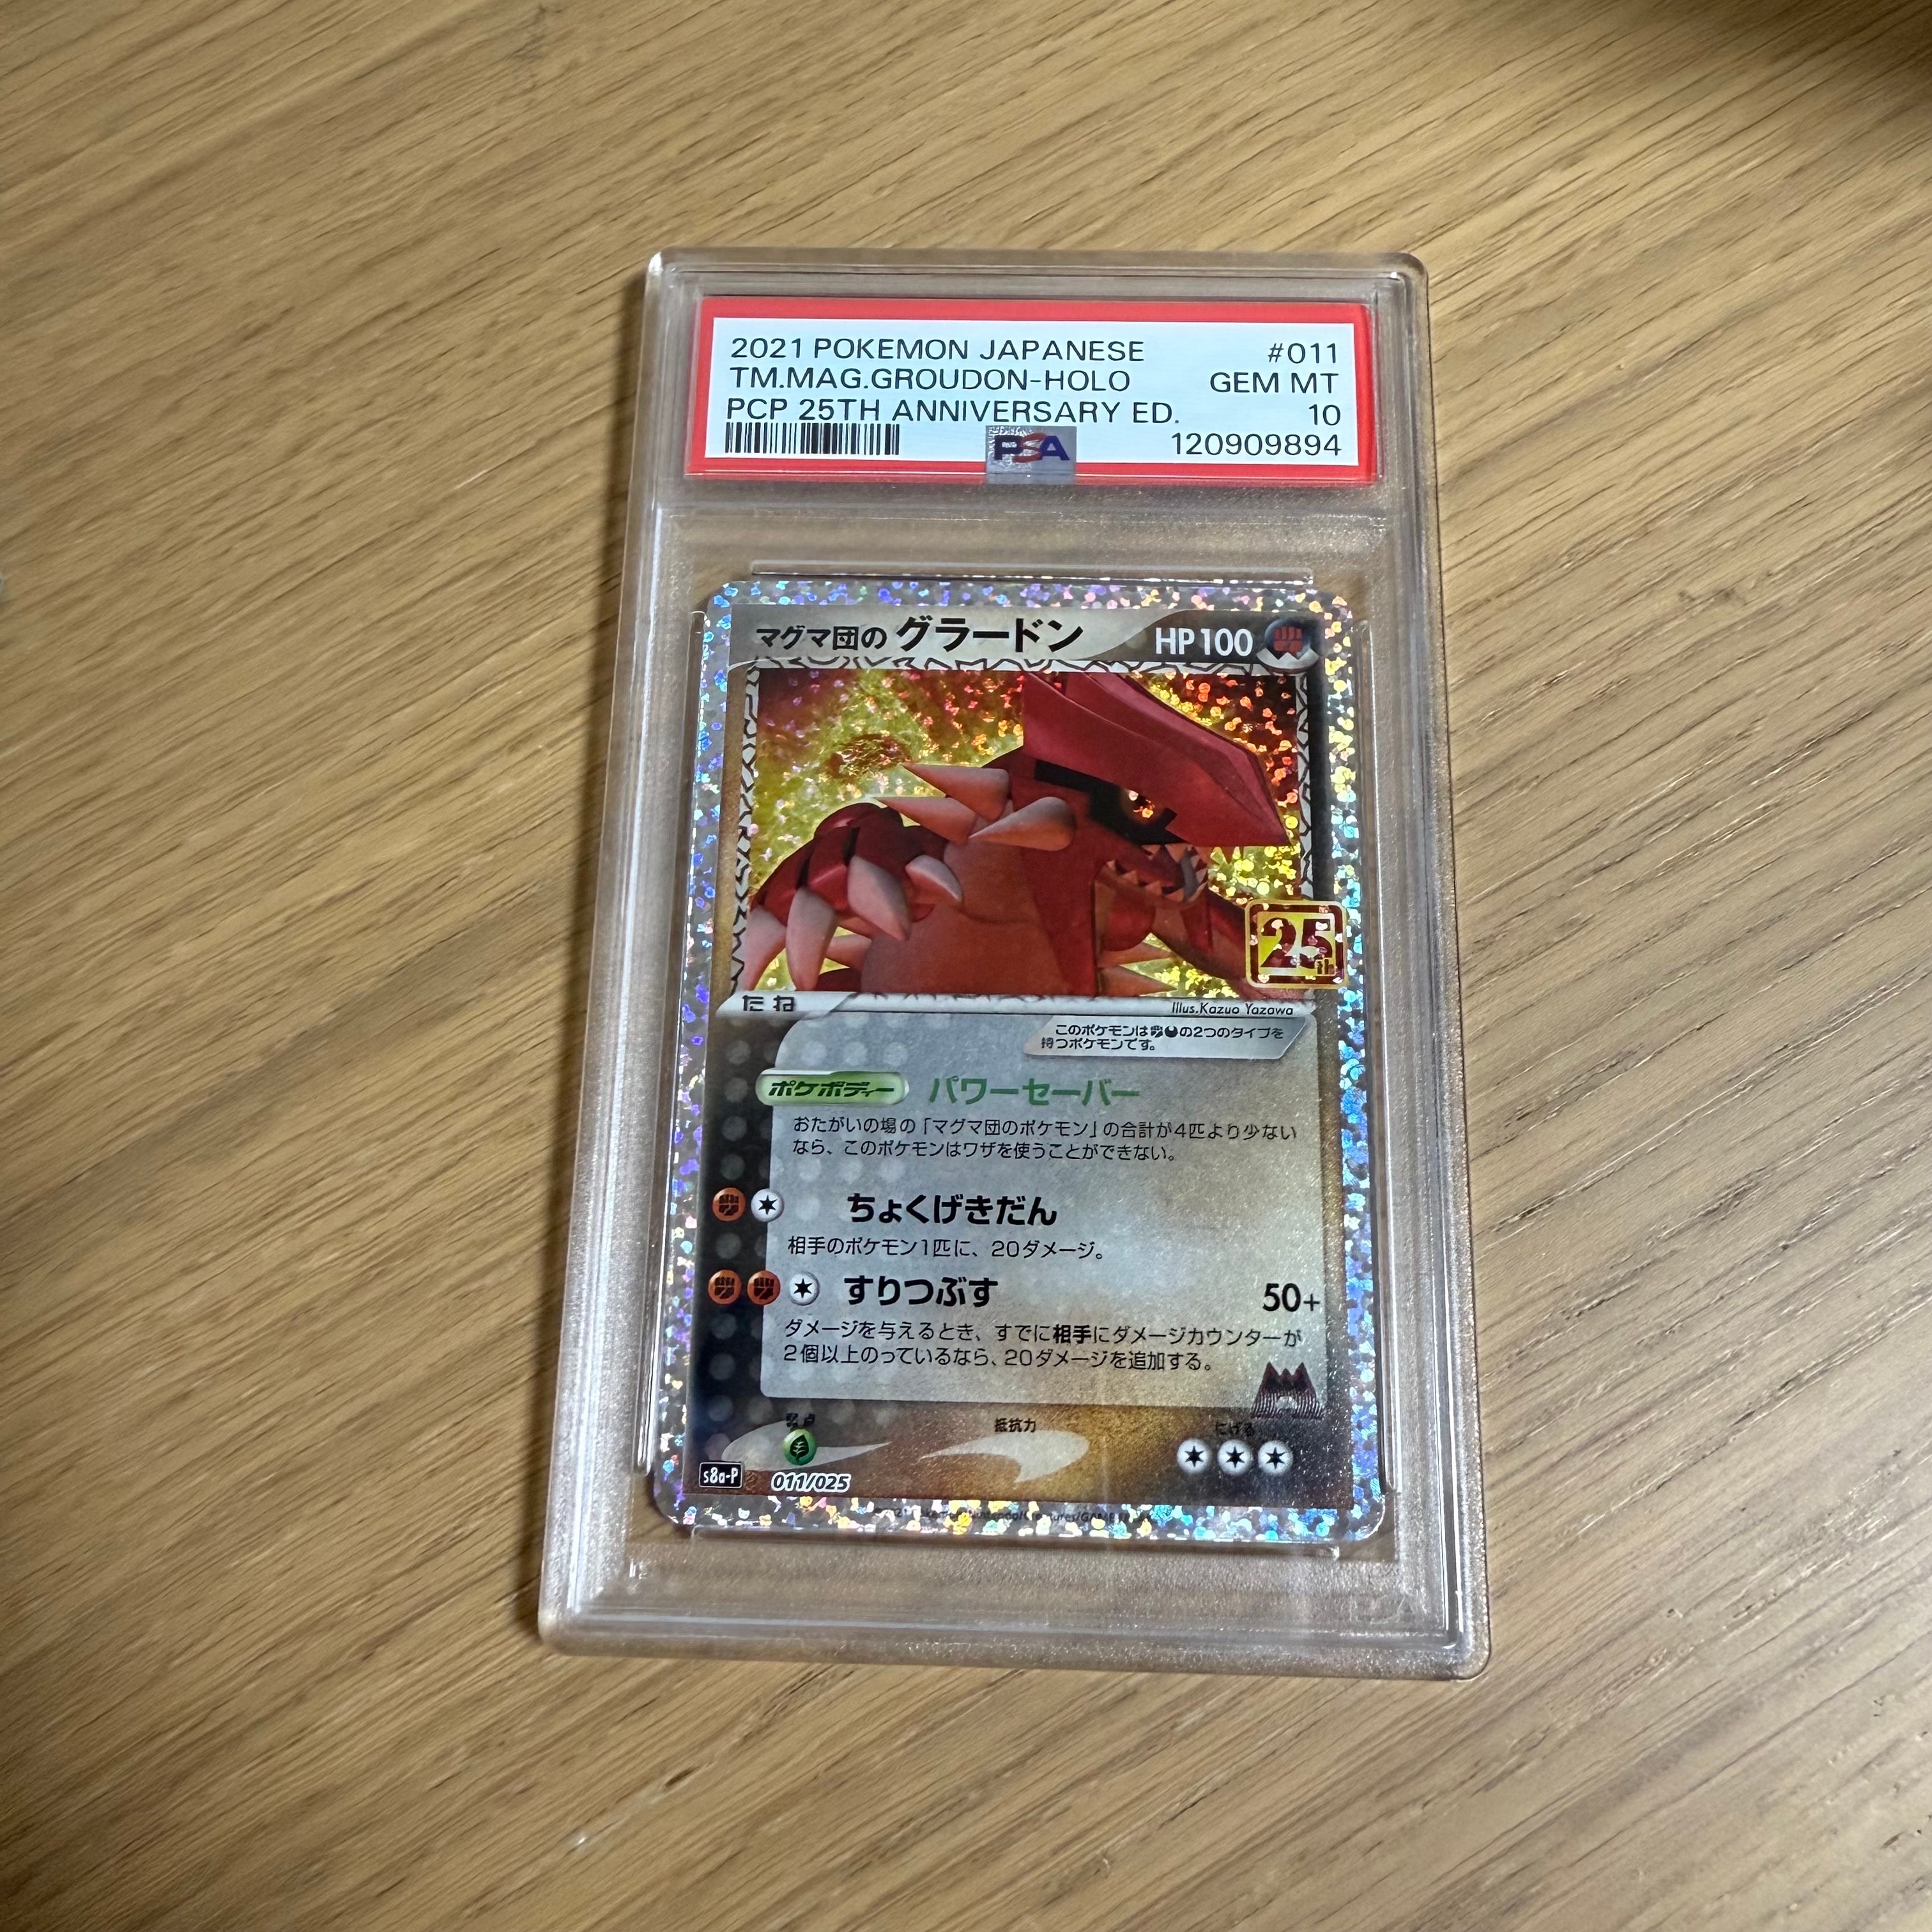 2021 POKEMON JAPANESE #011
TM.MAG.GROUDON-HOLO GEM MT
PCP 25TH ANNIVERSARY ED. 10
PSA 120909894
マグマ団の グラードン HP100
25th
たね
Illus.Kazuo Yazawa
このポケモンは の2つのタイプを
持つポケモンです。
ポケボディー パワーセーバー
おたがいの場の「マグマ団のポケモン」の合計が4匹より少ない
なら、このポケモンはワザを使うことができない。
ちょくげきだん
相手のポケモン1匹に、20ダメージ。
すりつぶす 50+
ダメージを与えるとき、すでに相手にダメージカウンターが
2個以上のっているなら、20ダメージを追加する。
弱点 抵抗力 にげる
s8a-P 011/025